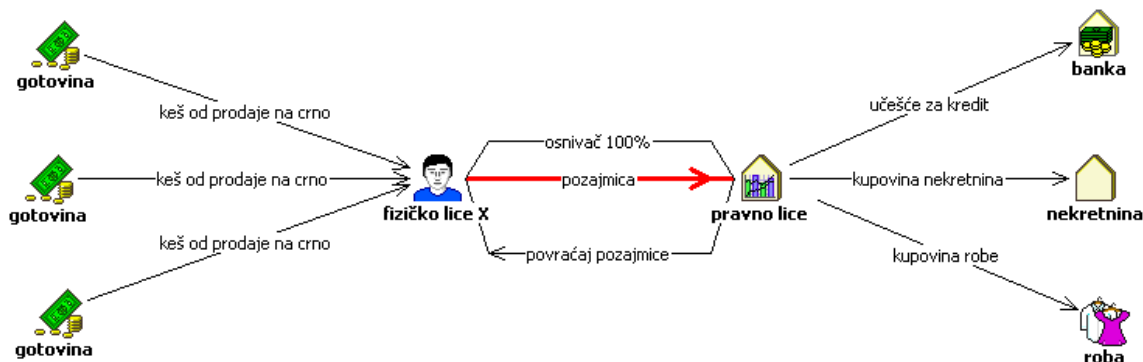 gotovina
keš od prodaje na crno
gotovina
keš od prodaje na crno
gotovina
keš od prodaje na crno
fizičko lice X
osnivač 100%
pozajmica
povraćaj pozajmice
pravno lice
učešće za kredit
banka
kupovina nekretnina
nekretnina
kupovina robe
roba